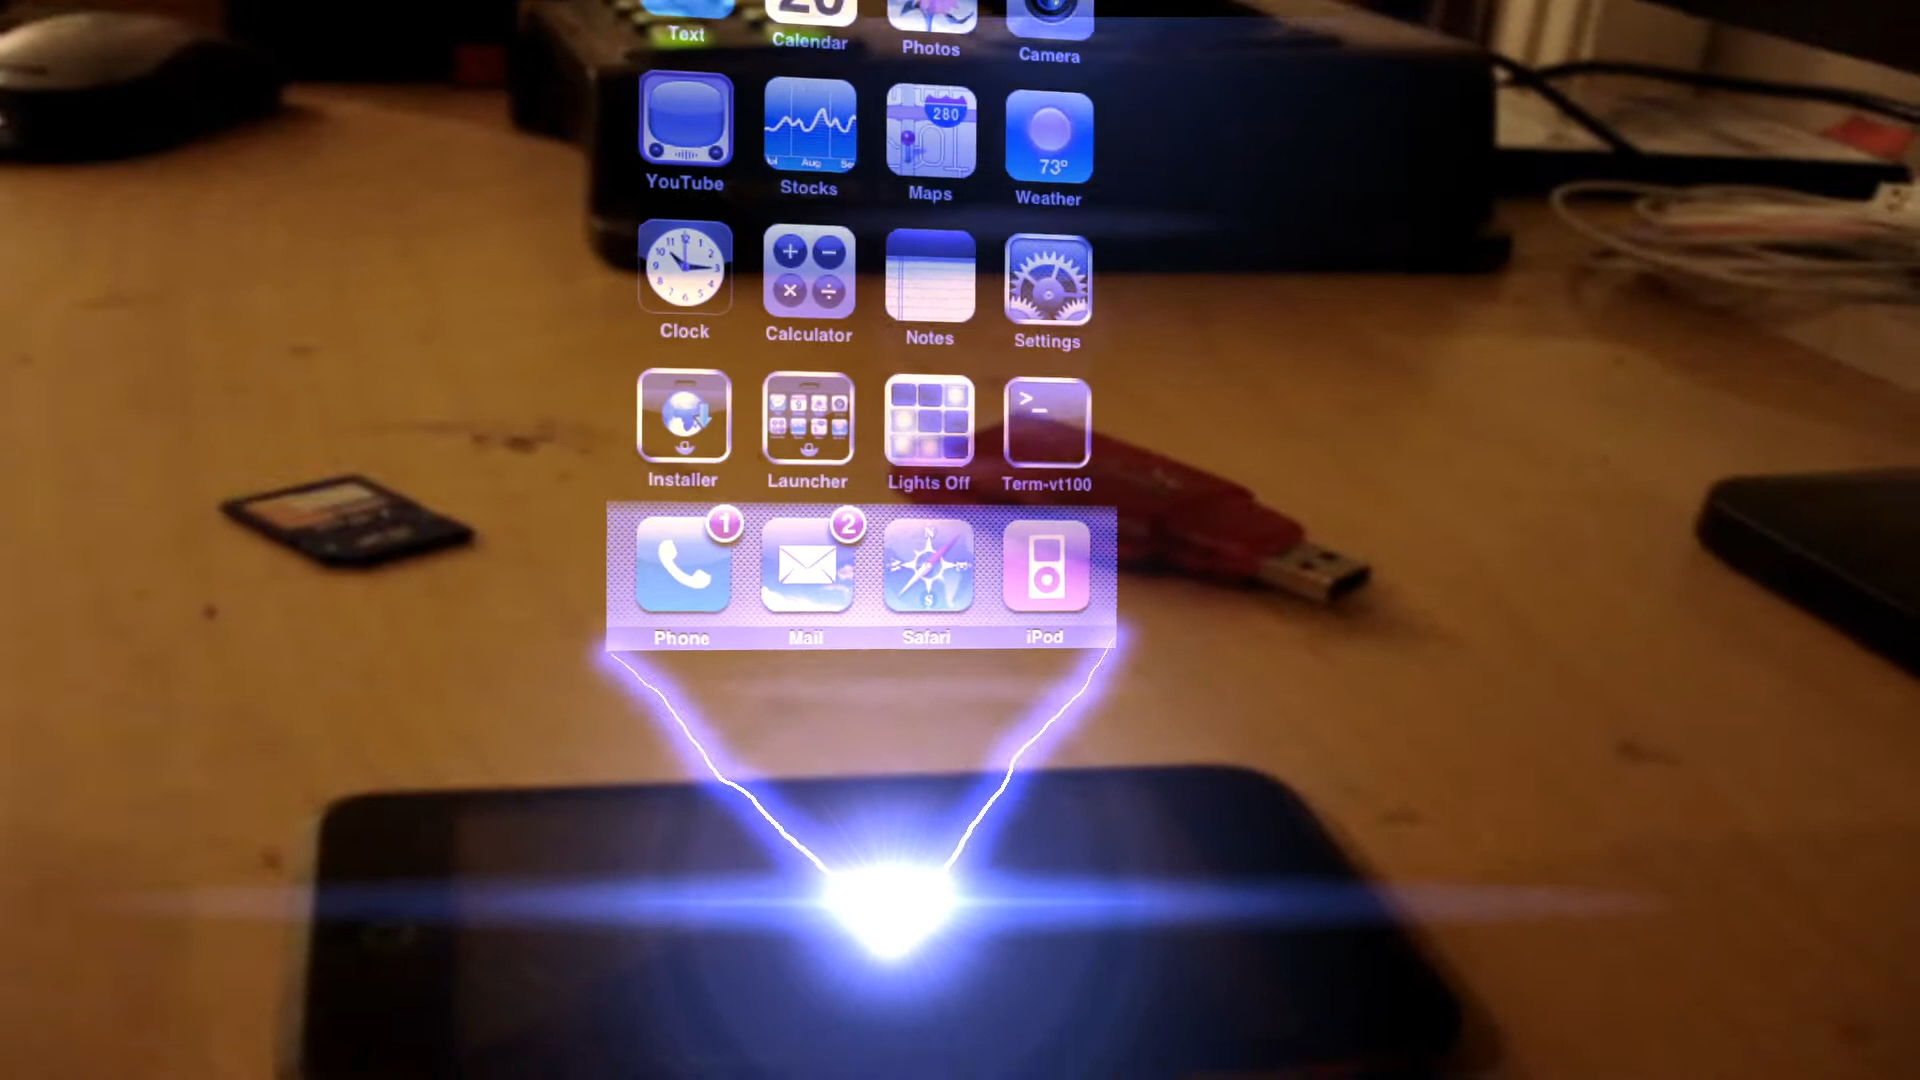 Text Calendar Photos Camera
280
73°
Aug
YouTube Stocks Maps Weather
Clock Calculator Notes Settings
>_
Installer Launcher Lights Off Term-vt100
1 2
N
S
Phone Mail Safari iPod